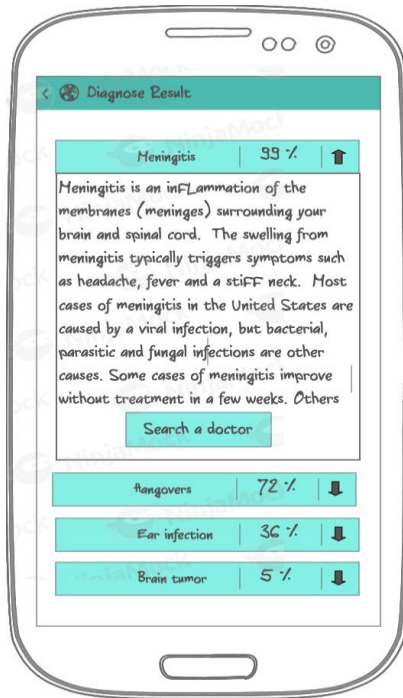 < Diagnose Result
Meningitis 99 %
Meningitis is an inFLammation of the
membranes (meninges) surrounding your
brain and spinal cord. The swelling from
meningitis typically triggers symptoms such
as headache, fever and a stiFF neck. Most
cases of meningitis in the United States are
caused by a viral infection, but bacterial,
parasitic and fungal infections are other
causes. Some cases of meningitis improve
without treatment in a few weeks. Others
Search a doctor
Hangovers 72 %
Ear infection 36 %
Brain tumor 5 %
NinjaMock